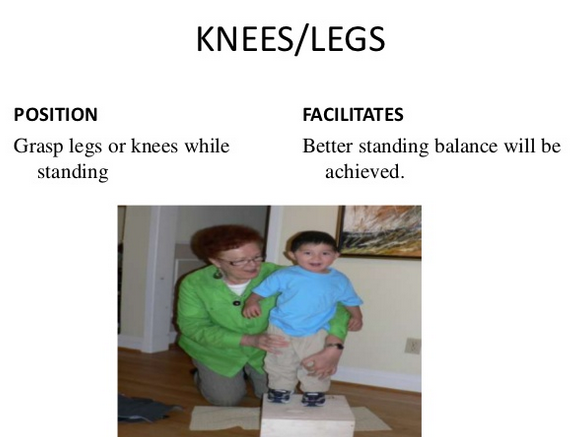 KNEES/LEGS
POSITION
Grasp legs or knees while
standing
FACILITATES
Better standing balance will be
achieved.